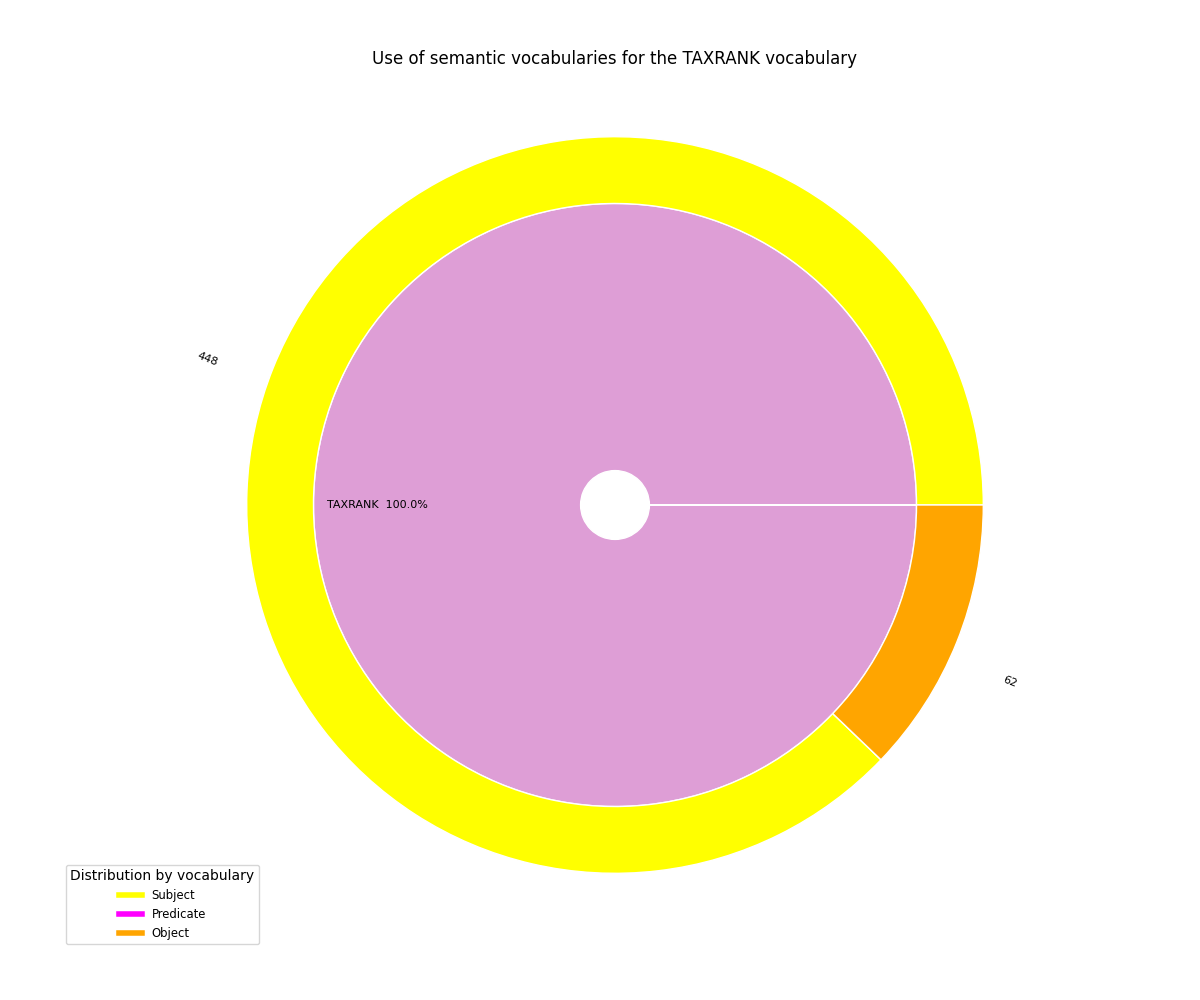 Use of semantic vocabularies for the TAXRANK vocabulary
448
TAXRANK  100.0%
62
Distribution by vocabulary
Subject
Predicate
Object